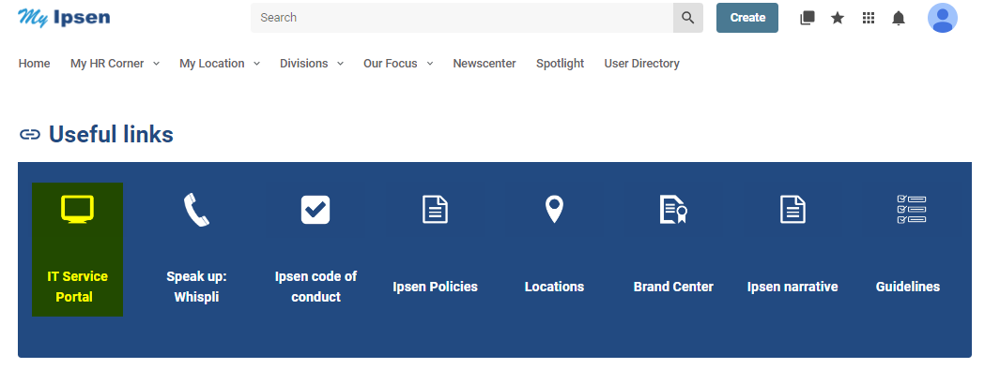 My Ipsen
Search
Create
Home My HR Corner My Location Divisions Our Focus Newscenter Spotlight User Directory
Useful links
IT Service
Portal
Speak up:
Whispli
Ipsen code of
conduct
Ipsen Policies
Locations
Brand Center
Ipsen narrative
Guidelines